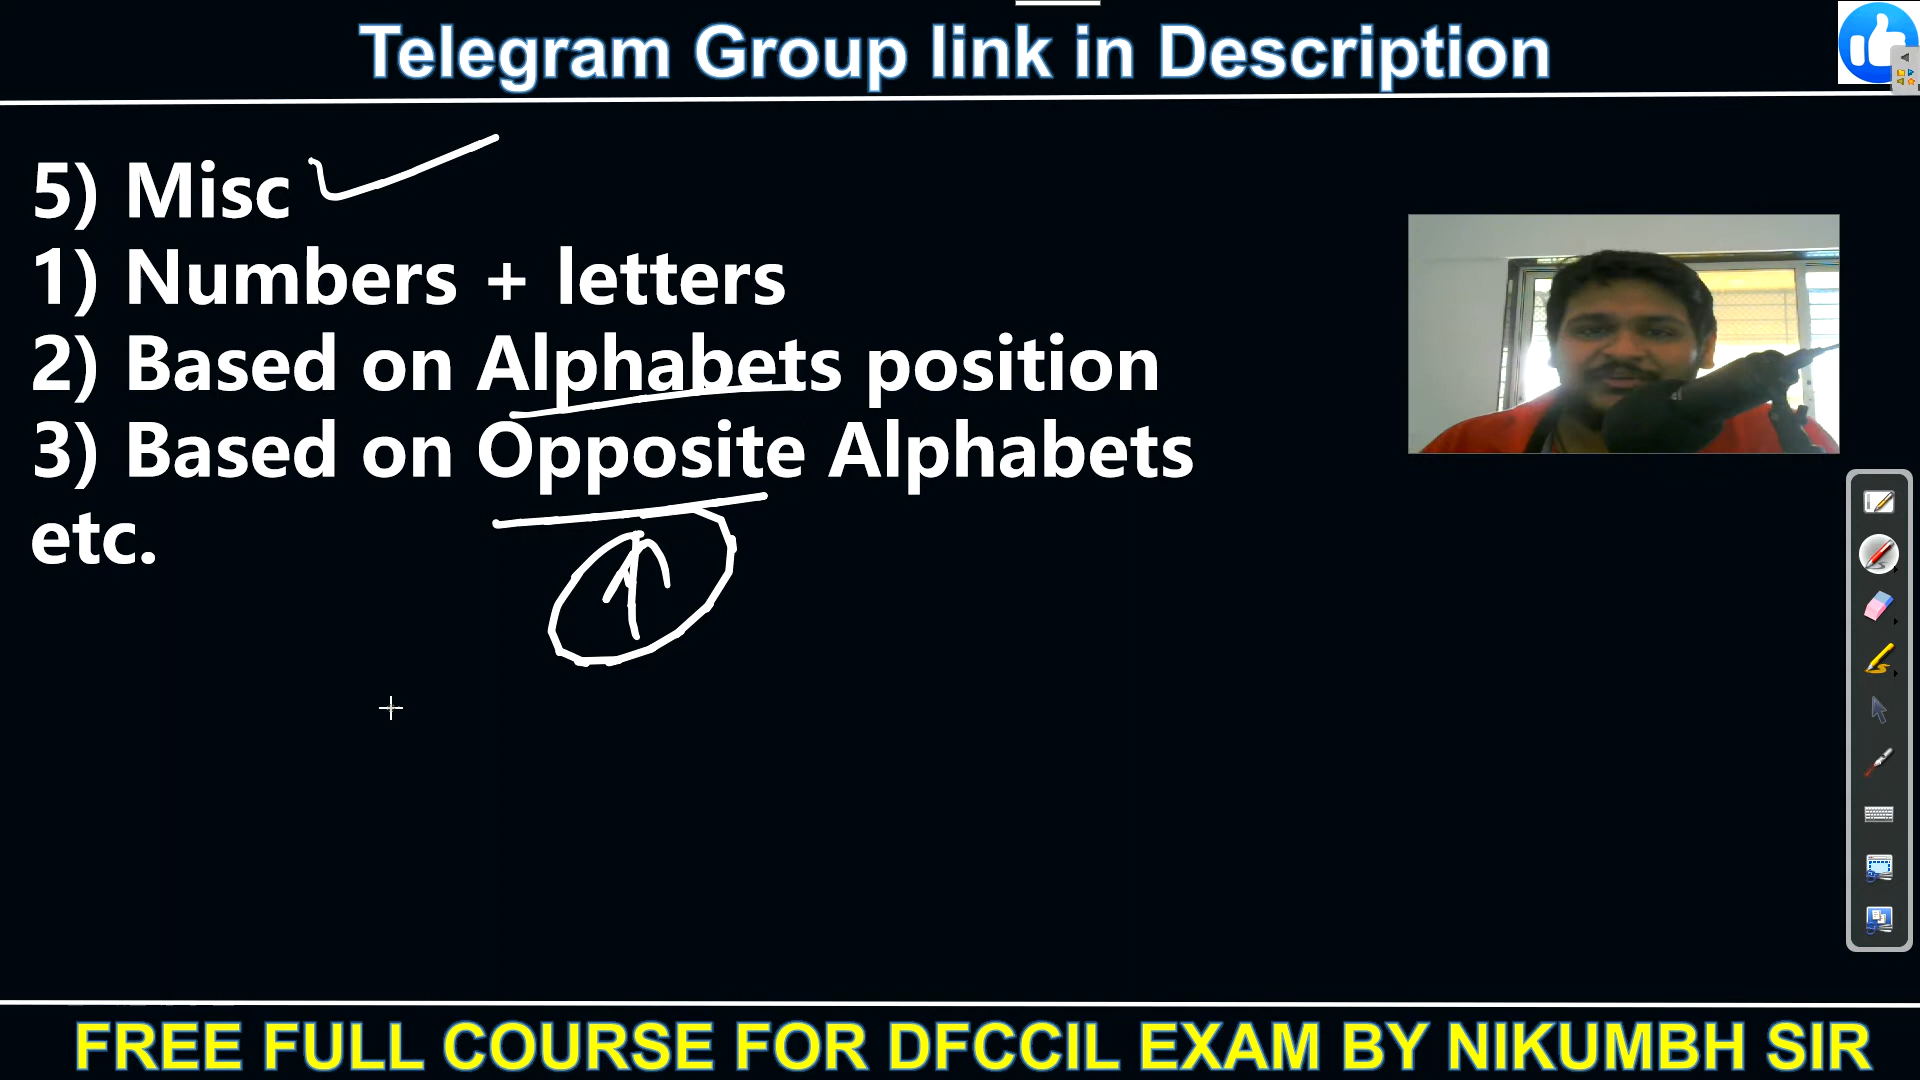 Telegram Group link in Description
5) Misc
1) Numbers + letters
2) Based on Alphabets position
3) Based on Opposite Alphabets
etc.
FREE FULL COURSE FOR DFCCIL EXAM BY NIKUMBH SIR